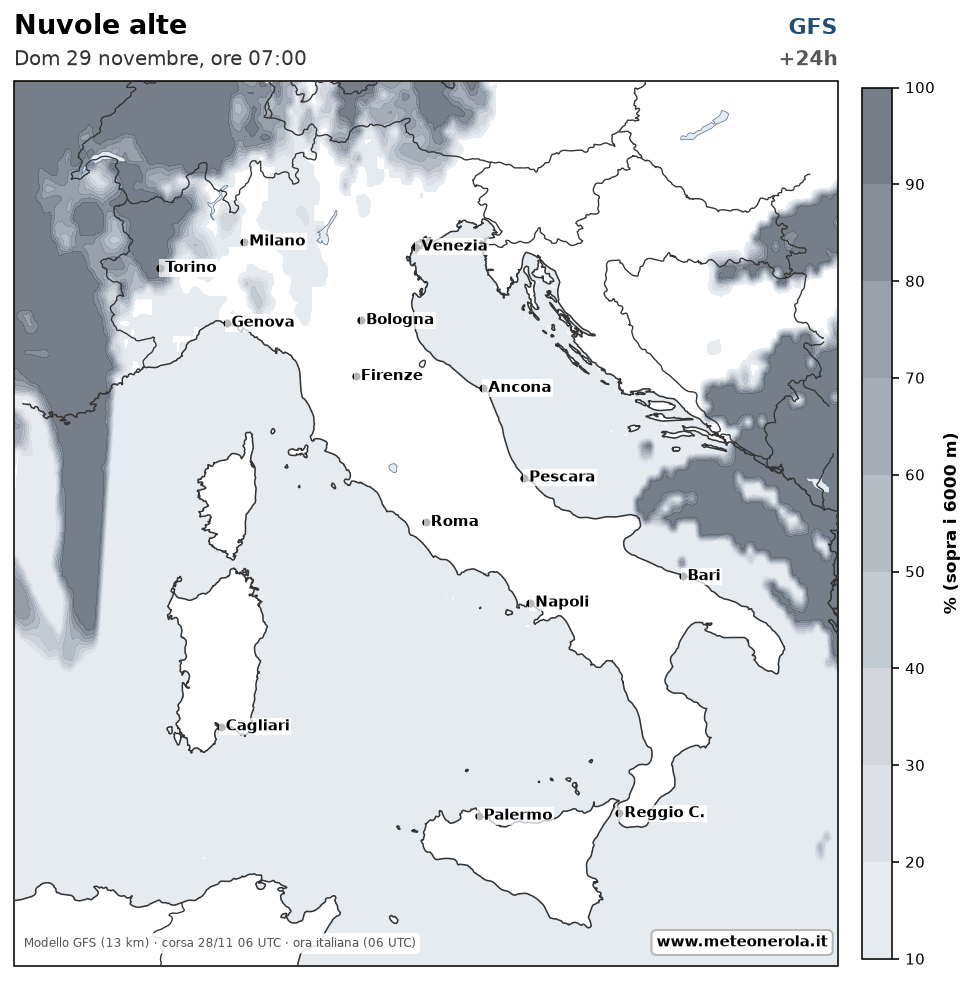 Nuvole alte
GFS
Dom 29 novembre, ore 07:00
+24h
100
90
80
70
60
50
40
30
20
10
% (sopra i 6000 m)
Milano
Venezia
Torino
Genova
Bologna
Firenze
Ancona
Pescara
Roma
Bari
Napoli
Cagliari
Palermo
Reggio C.
Modello GFS (13 km) · corsa 28/11 06 UTC · ora italiana (06 UTC)
www.meteonerola.it